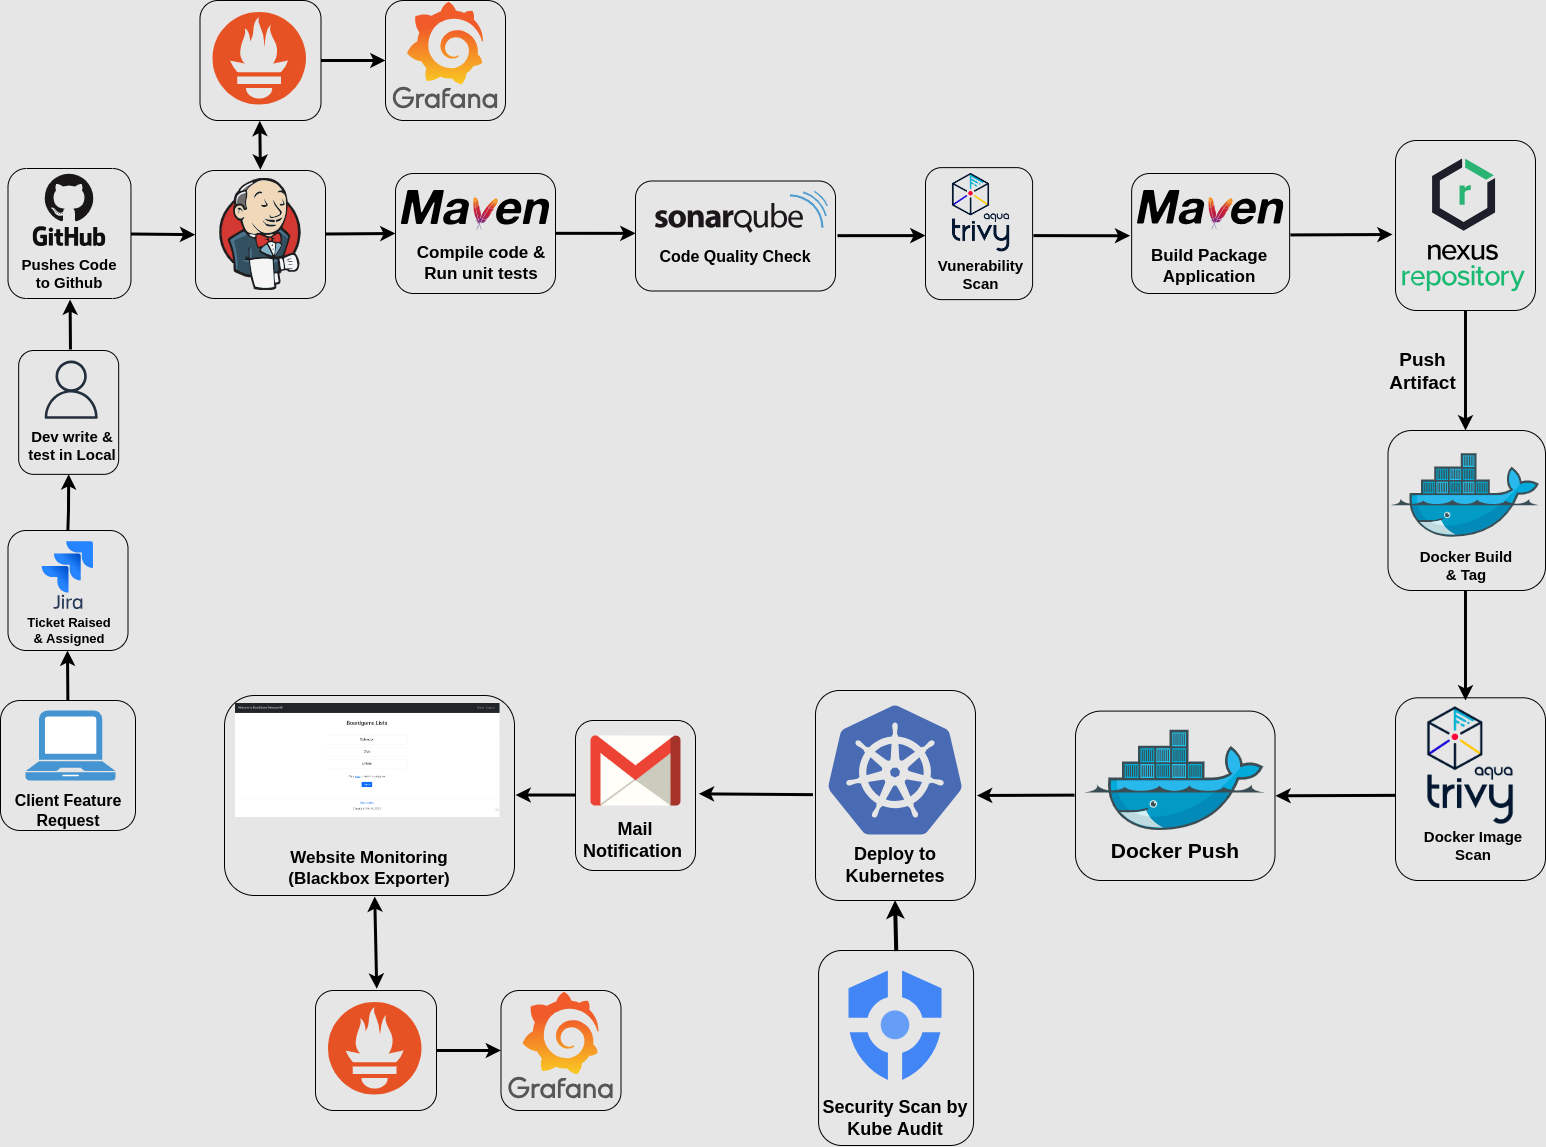 Grafana
GitHub
Pushes Code
to Github
Maven
Compile code &
Run unit tests
sonarqube
Code Quality Check
aqua
trivy
Vunerability
Scan
Maven
Build Package
Application
r
nexus
repository
Push
Artifact
Dev write &
test in Local
Docker Build
& Tag
Jira
Ticket Raised
& Assigned
Client Feature
Request
Boardgame Lists
Website Monitoring
(Blackbox Exporter)
Mail
Notification
Deploy to
Kubernetes
Docker Push
aqua
trivy
Docker Image
Scan
Grafana
Security Scan by
Kube Audit